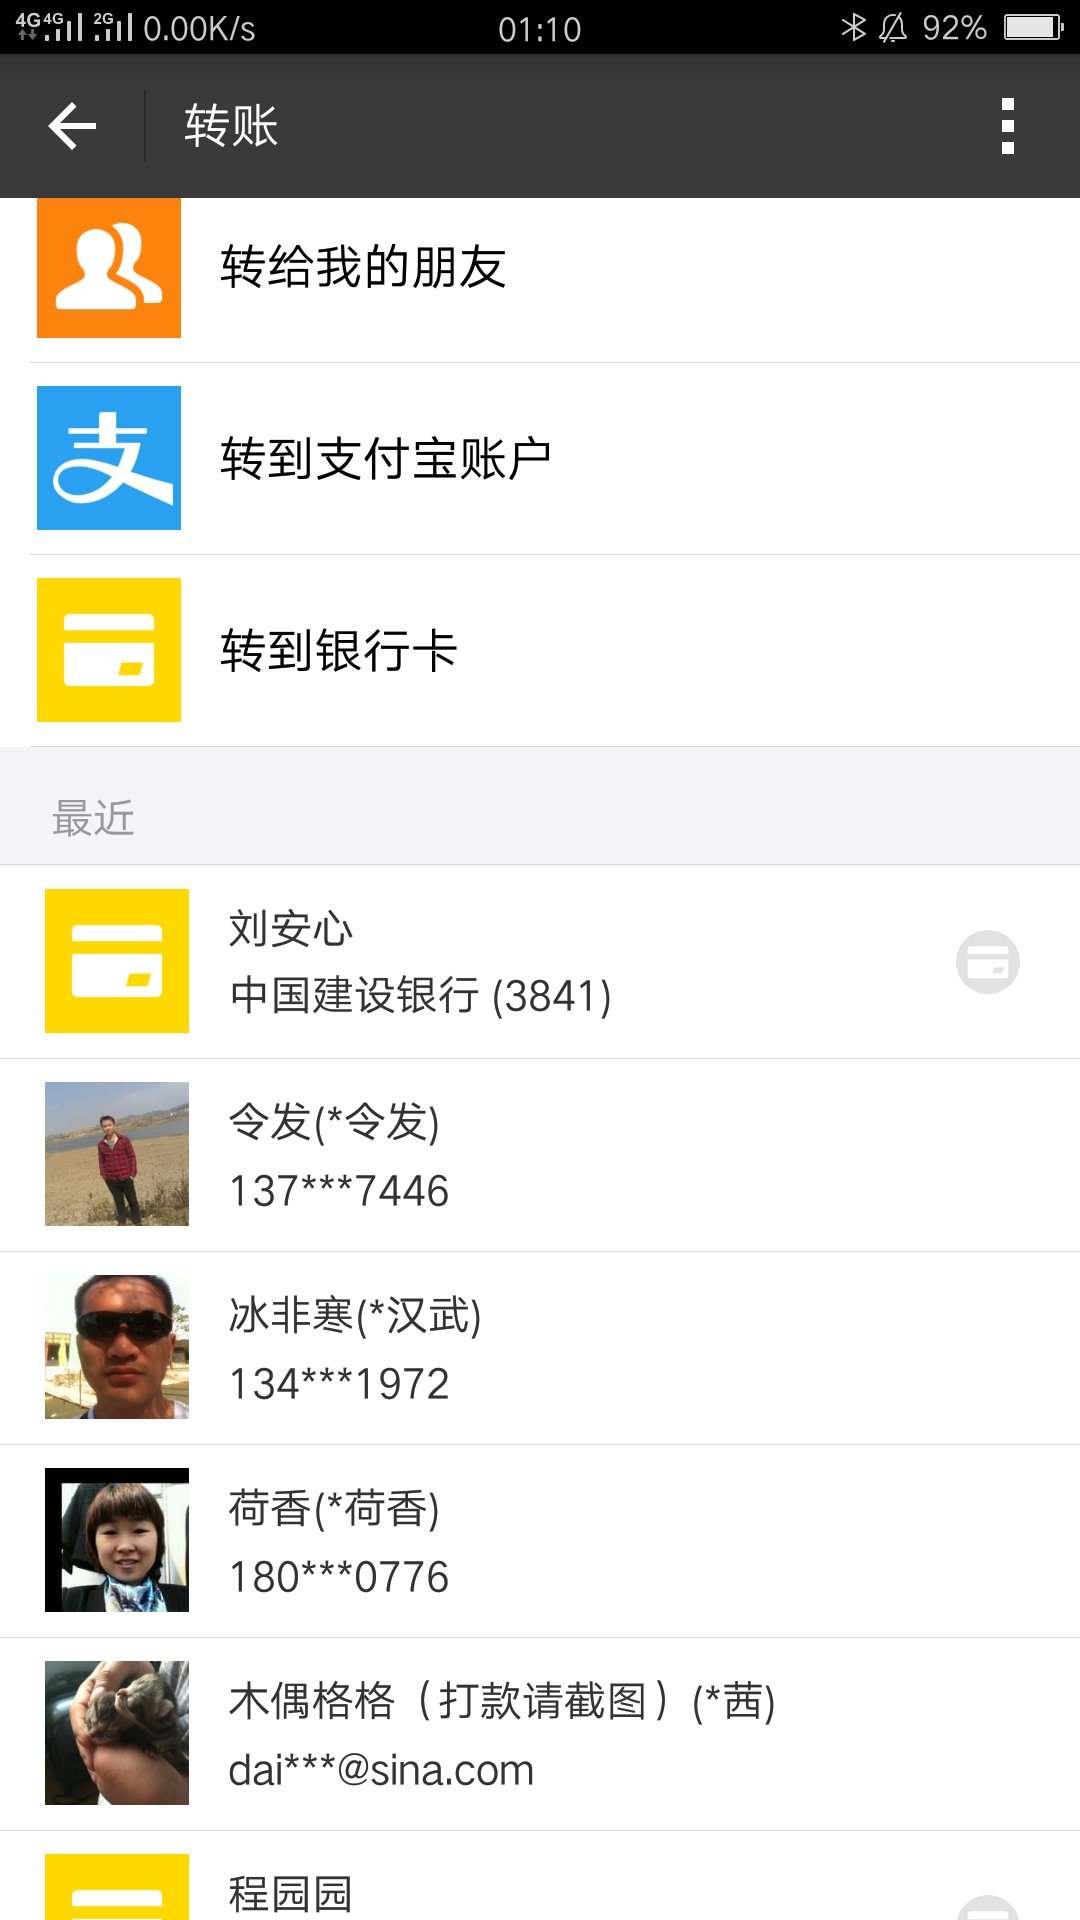 4G 4G 2G 0.00K/s 01:10 92%
转账
转给我的朋友
支
转到支付宝账户
转到银行卡
最近
刘安心
中国建设银行 (3841)
令发(*令发)
137***7446
冰非寒(*汉武)
134***1972
荷香(*荷香)
180***0776
木偶格格（打款请截图）(*茜)
dai***@sina.com
程园园